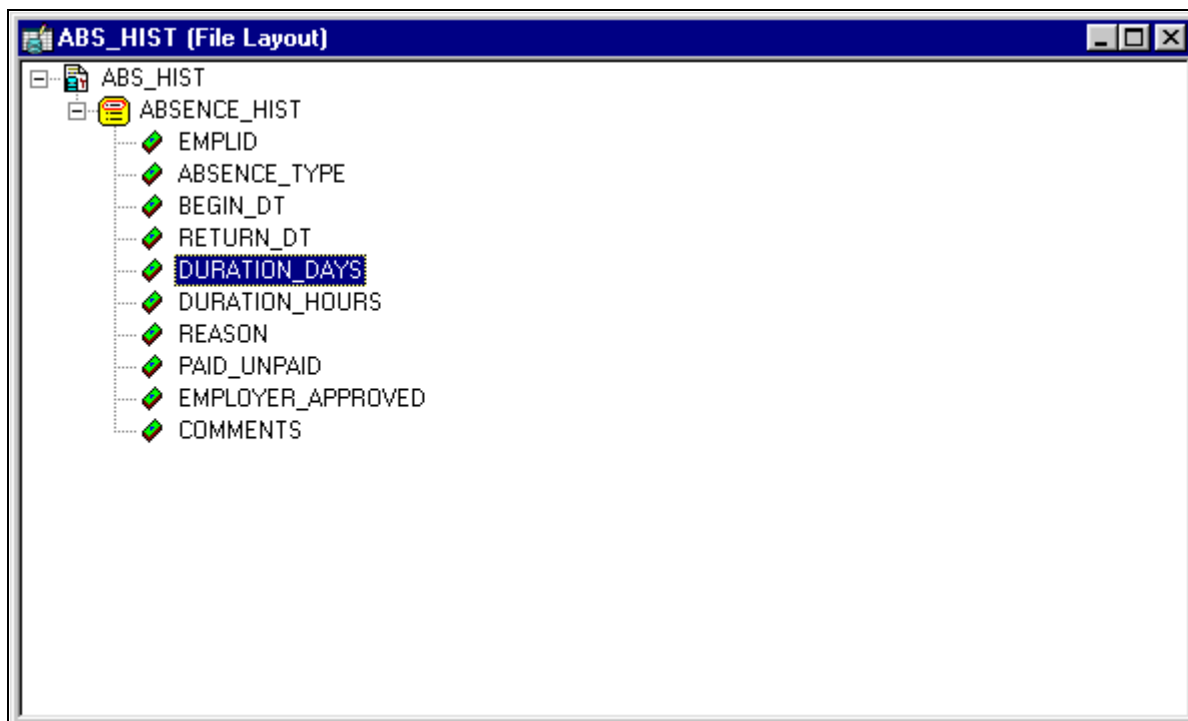 ABS_HIST (File Layout)
ABS_HIST
ABSENCE_HIST
EMPLID
ABSENCE_TYPE
BEGIN_DT
RETURN_DT
DURATION_DAYS
DURATION_HOURS
REASON
PAID_UNPAID
EMPLOYER_APPROVED
COMMENTS